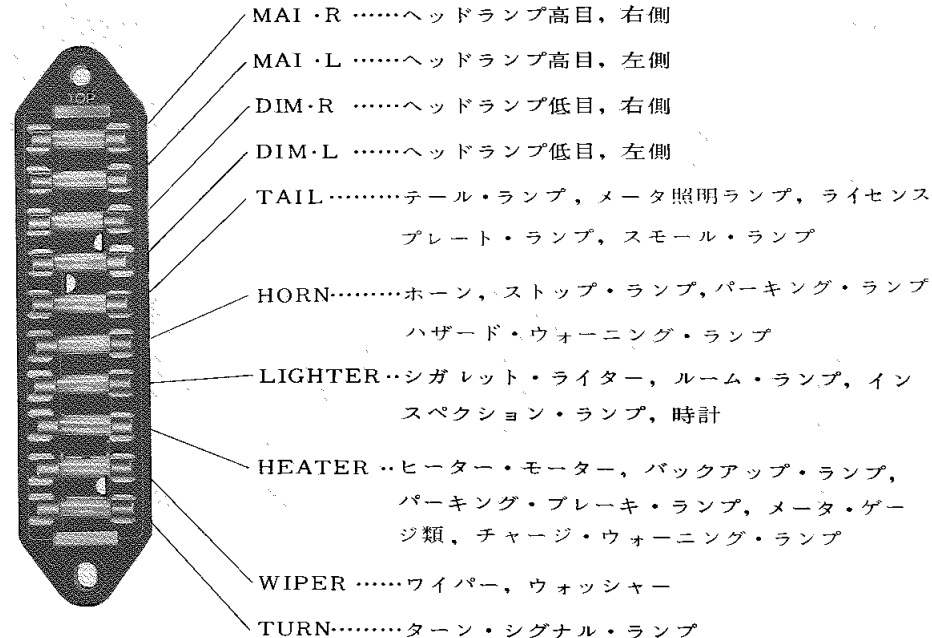 TOP
MAI・R ……ヘッドランプ高目，右側
MAI・L ……ヘッドランプ高目，左側
DIM・R ……ヘッドランプ低目，右側
DIM・L ……ヘッドランプ低目，左側
TAIL………テール・ランプ，メータ照明ランプ，ライセンス
プレート・ランプ，スモール・ランプ
HORN………ホーン，ストップ・ランプ，パーキング・ランプ
ハザード・ウォーニング・ランプ
LIGHTER‥シガレット・ライター，ルーム・ランプ，イン
スペクション・ランプ，時計
HEATER‥ヒーター・モーター，バックアップ・ランプ，
パーキング・ブレーキ・ランプ，メータ・ゲー
ジ類，チャージ・ウォーニング・ランプ
WIPER ……ワイパー，ウォッシャー
TURN………ターン・シグナル・ランプ